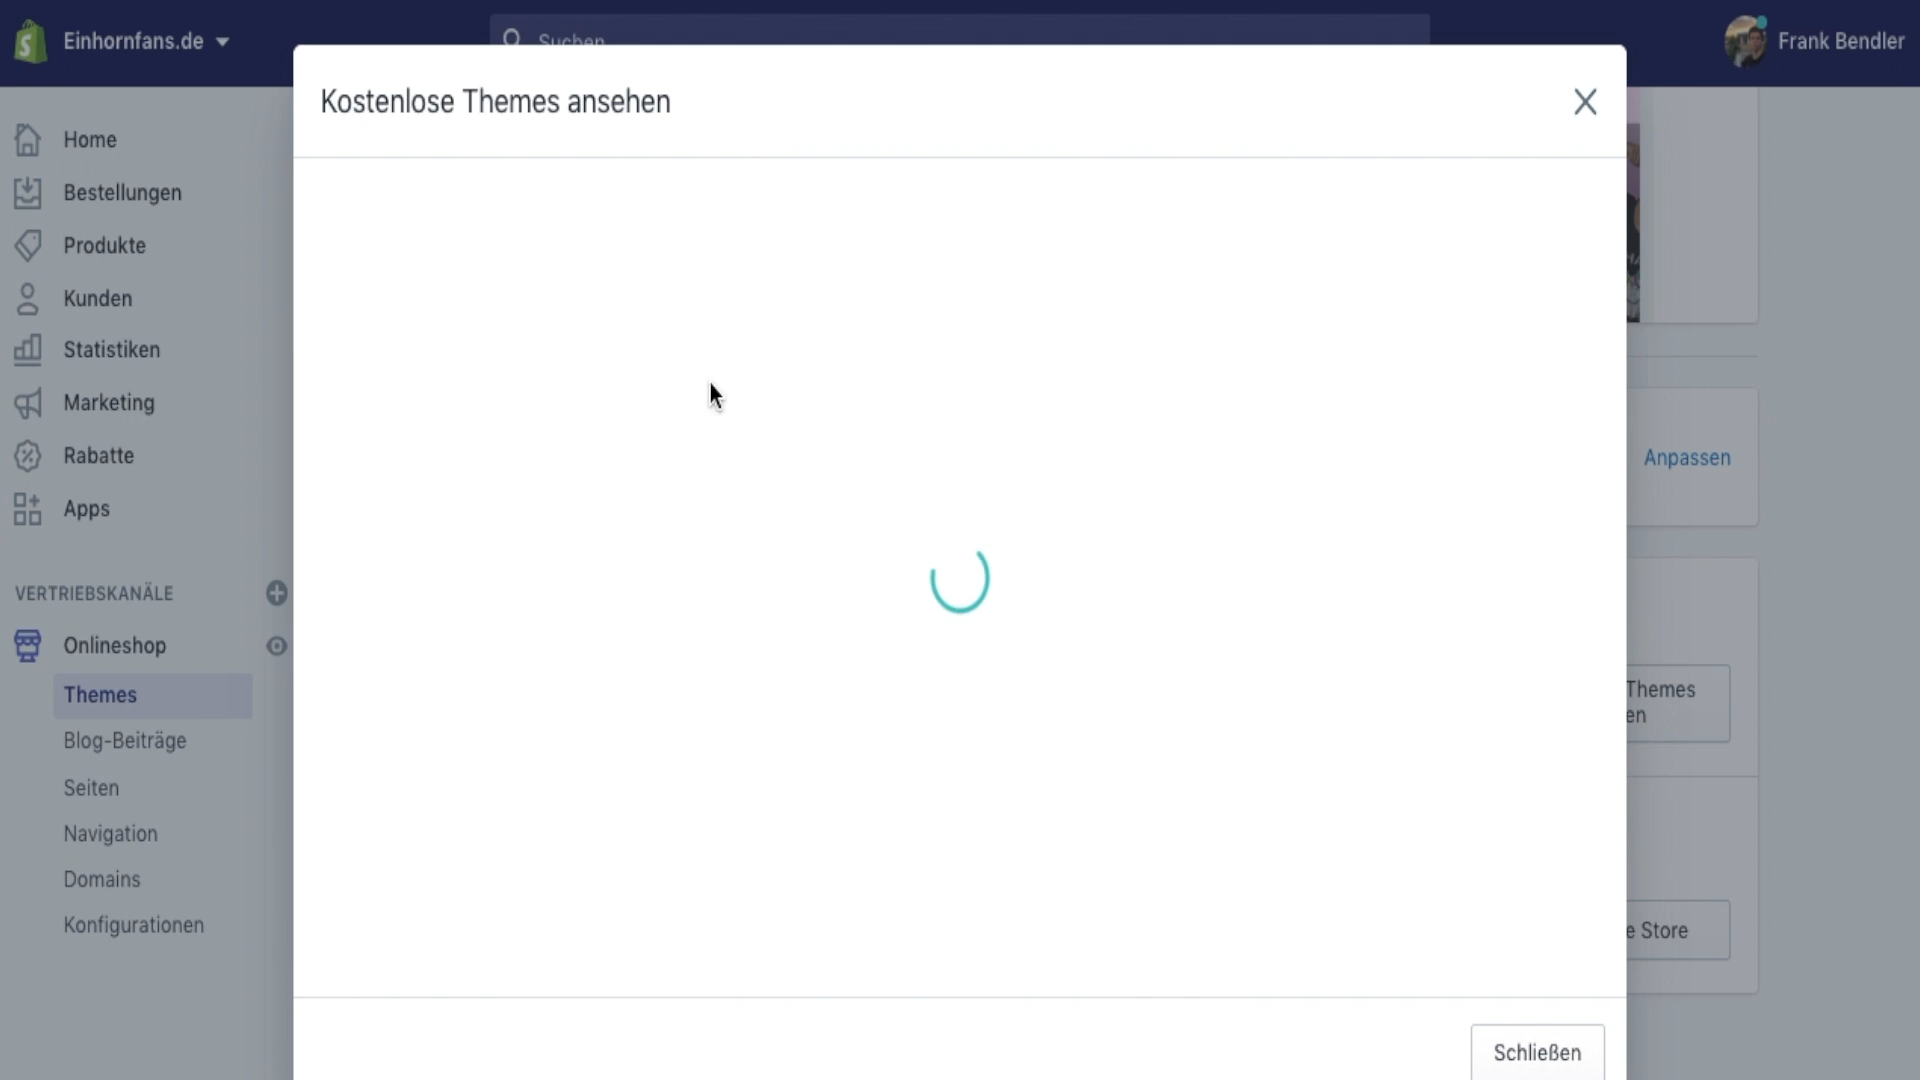 Einhornfans.de
Suchen
Frank Bendler
Kostenlose Themes ansehen
Home
Bestellungen
Produkte
Kunden
Statistiken
Marketing
Rabatte
Apps
VERTRIEBSKANÄLE
Onlineshop
Themes
Blog-Beiträge
Seiten
Navigation
Domains
Konfigurationen
Anpassen
Themes
en
e Store
Schließen